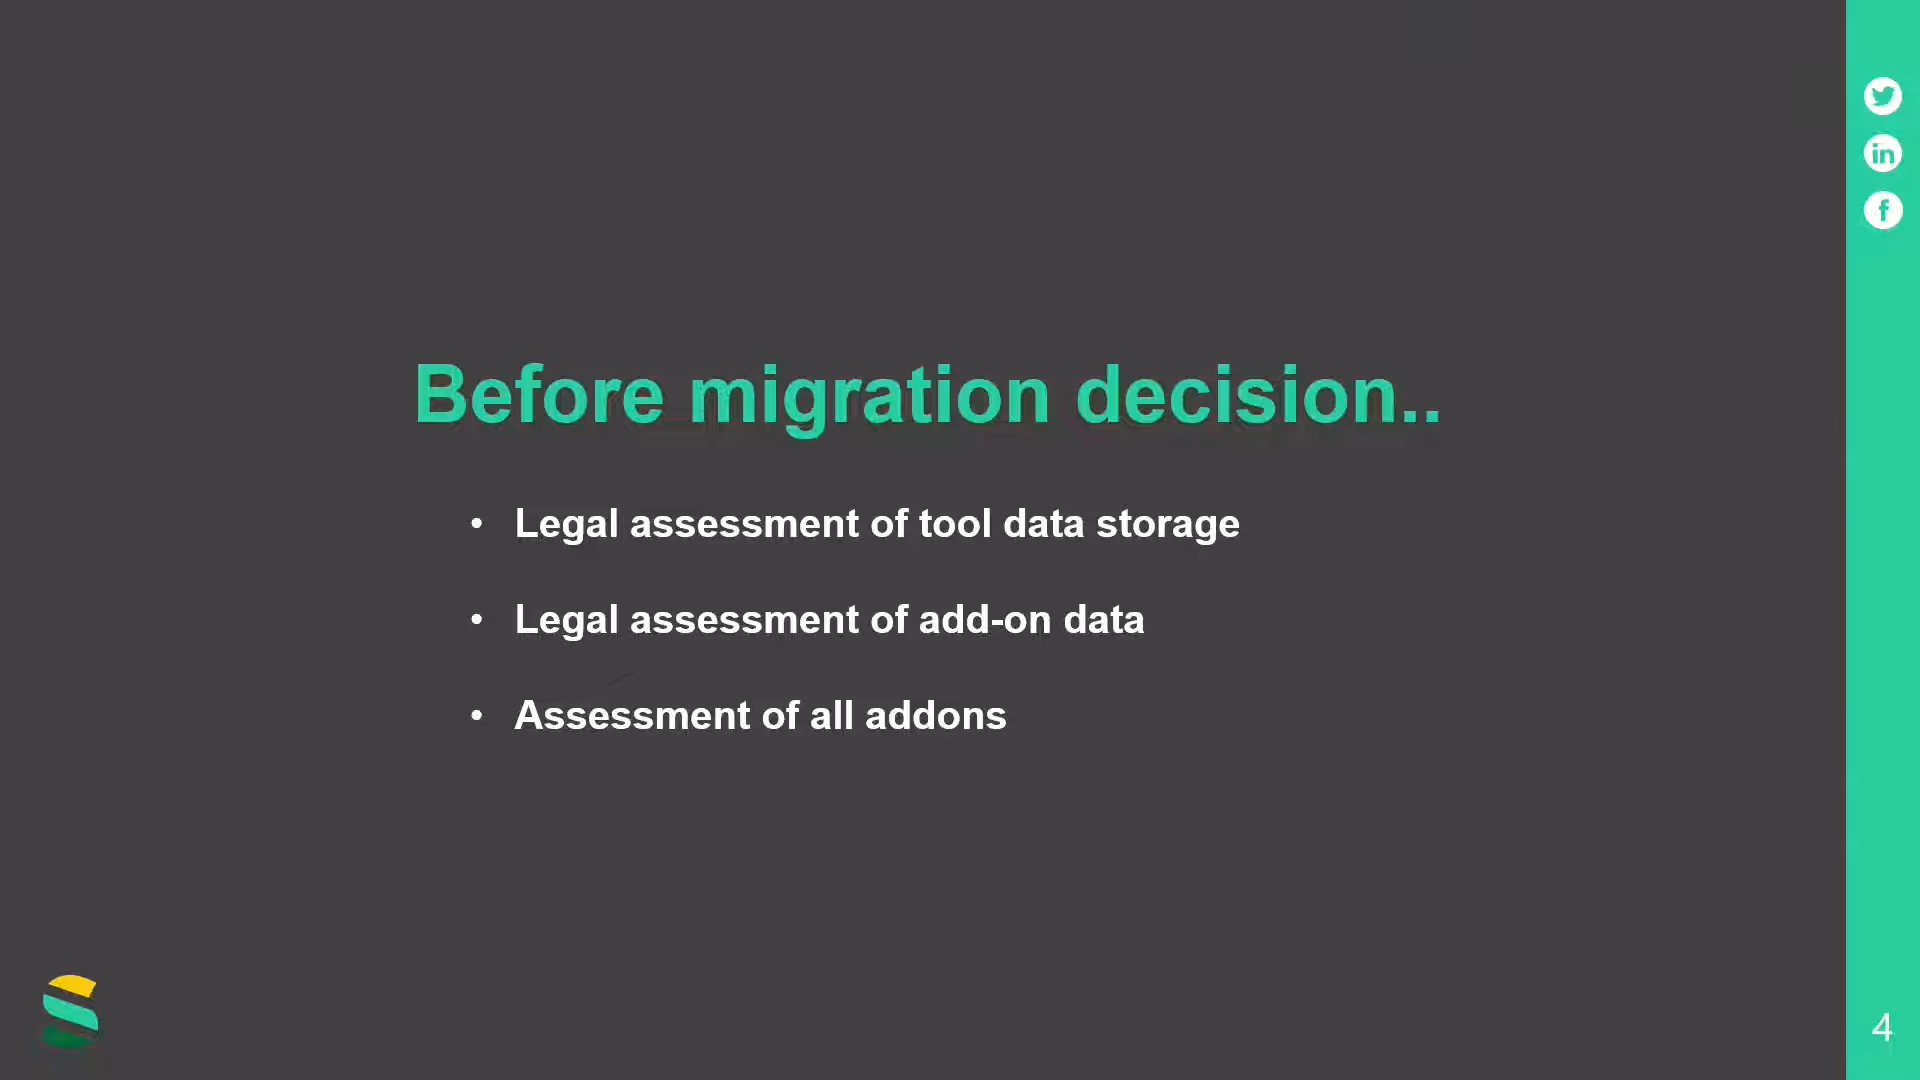 Before migration decision..
• Legal assessment of tool data storage
• Legal assessment of add-on data
• Assessment of all addons
in
f
4